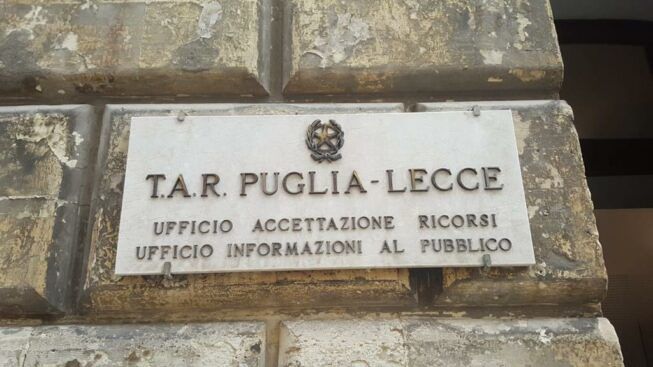 T.A.R. PUGLIA-LECCE
UFFICIO ACCETTAZIONE RICORSI
UFFICIO INFORMAZIONI AL PUBBLICO